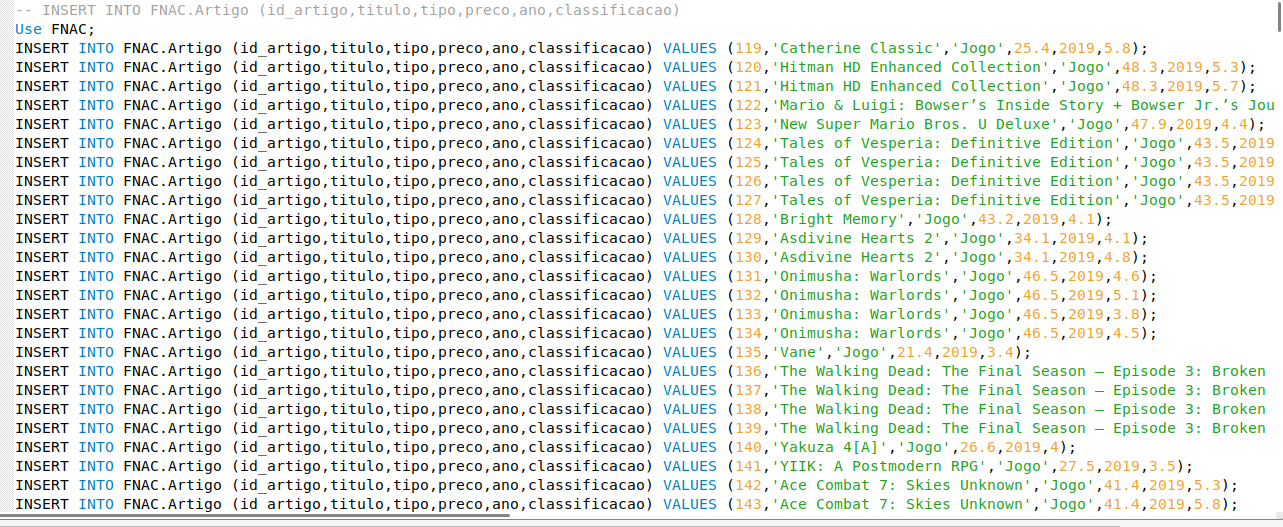 -- INSERT INTO FNAC.Artigo (id_artigo,titulo,tipo,preco,ano,classificacao)
Use FNAC;
INSERT INTO FNAC.Artigo (id_artigo,titulo,tipo,preco,ano,classificacao) VALUES (119,'Catherine Classic','Jogo',25.4,2019,5.8);
INSERT INTO FNAC.Artigo (id_artigo,titulo,tipo,preco,ano,classificacao) VALUES (120,'Hitman HD Enhanced Collection','Jogo',48.3,2019,5.3);
INSERT INTO FNAC.Artigo (id_artigo,titulo,tipo,preco,ano,classificacao) VALUES (121,'Hitman HD Enhanced Collection','Jogo',48.3,2019,5.7);
INSERT INTO FNAC.Artigo (id_artigo,titulo,tipo,preco,ano,classificacao) VALUES (122,'Mario & Luigi: Bowser’s Inside Story + Bowser Jr.’s Jou
INSERT INTO FNAC.Artigo (id_artigo,titulo,tipo,preco,ano,classificacao) VALUES (123,'New Super Mario Bros. U Deluxe','Jogo',47.9,2019,4.4);
INSERT INTO FNAC.Artigo (id_artigo,titulo,tipo,preco,ano,classificacao) VALUES (124,'Tales of Vesperia: Definitive Edition','Jogo',43.5,2019
INSERT INTO FNAC.Artigo (id_artigo,titulo,tipo,preco,ano,classificacao) VALUES (125,'Tales of Vesperia: Definitive Edition','Jogo',43.5,2019
INSERT INTO FNAC.Artigo (id_artigo,titulo,tipo,preco,ano,classificacao) VALUES (126,'Tales of Vesperia: Definitive Edition','Jogo',43.5,2019
INSERT INTO FNAC.Artigo (id_artigo,titulo,tipo,preco,ano,classificacao) VALUES (127,'Tales of Vesperia: Definitive Edition','Jogo',43.5,2019
INSERT INTO FNAC.Artigo (id_artigo,titulo,tipo,preco,ano,classificacao) VALUES (128,'Bright Memory','Jogo',43.2,2019,4.1);
INSERT INTO FNAC.Artigo (id_artigo,titulo,tipo,preco,ano,classificacao) VALUES (129,'Asdivine Hearts 2','Jogo',34.1,2019,4.1);
INSERT INTO FNAC.Artigo (id_artigo,titulo,tipo,preco,ano,classificacao) VALUES (130,'Asdivine Hearts 2','Jogo',34.1,2019,4.8);
INSERT INTO FNAC.Artigo (id_artigo,titulo,tipo,preco,ano,classificacao) VALUES (131,'Onimusha: Warlords','Jogo',46.5,2019,4.6);
INSERT INTO FNAC.Artigo (id_artigo,titulo,tipo,preco,ano,classificacao) VALUES (132,'Onimusha: Warlords','Jogo',46.5,2019,5.1);
INSERT INTO FNAC.Artigo (id_artigo,titulo,tipo,preco,ano,classificacao) VALUES (133,'Onimusha: Warlords','Jogo',46.5,2019,3.8);
INSERT INTO FNAC.Artigo (id_artigo,titulo,tipo,preco,ano,classificacao) VALUES (134,'Onimusha: Warlords','Jogo',46.5,2019,4.5);
INSERT INTO FNAC.Artigo (id_artigo,titulo,tipo,preco,ano,classificacao) VALUES (135,'Vane','Jogo',21.4,2019,3.4);
INSERT INTO FNAC.Artigo (id_artigo,titulo,tipo,preco,ano,classificacao) VALUES (136,'The Walking Dead: The Final Season – Episode 3: Broken
INSERT INTO FNAC.Artigo (id_artigo,titulo,tipo,preco,ano,classificacao) VALUES (137,'The Walking Dead: The Final Season – Episode 3: Broken
INSERT INTO FNAC.Artigo (id_artigo,titulo,tipo,preco,ano,classificacao) VALUES (138,'The Walking Dead: The Final Season – Episode 3: Broken
INSERT INTO FNAC.Artigo (id_artigo,titulo,tipo,preco,ano,classificacao) VALUES (139,'The Walking Dead: The Final Season – Episode 3: Broken
INSERT INTO FNAC.Artigo (id_artigo,titulo,tipo,preco,ano,classificacao) VALUES (140,'Yakuza 4[A]','Jogo',26.6,2019,4);
INSERT INTO FNAC.Artigo (id_artigo,titulo,tipo,preco,ano,classificacao) VALUES (141,'YIIK: A Postmodern RPG','Jogo',27.5,2019,3.5);
INSERT INTO FNAC.Artigo (id_artigo,titulo,tipo,preco,ano,classificacao) VALUES (142,'Ace Combat 7: Skies Unknown','Jogo',41.4,2019,5.3);
INSERT INTO FNAC.Artigo (id_artigo,titulo,tipo,preco,ano,classificacao) VALUES (143,'Ace Combat 7: Skies Unknown','Jogo',41.4,2019,5.8);